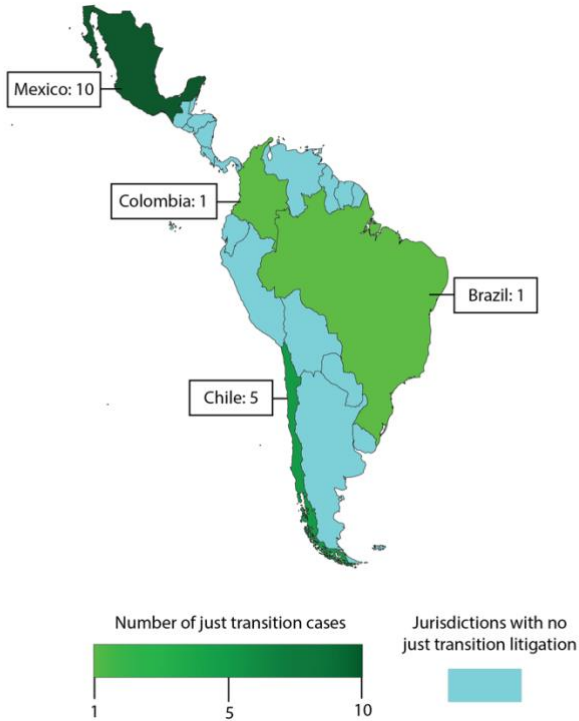 Mexico: 10
Colombia: 1
Brazil: 1
Chile: 5
Number of just transition cases
1
5
10
Jurisdictions with no
just transition litigation